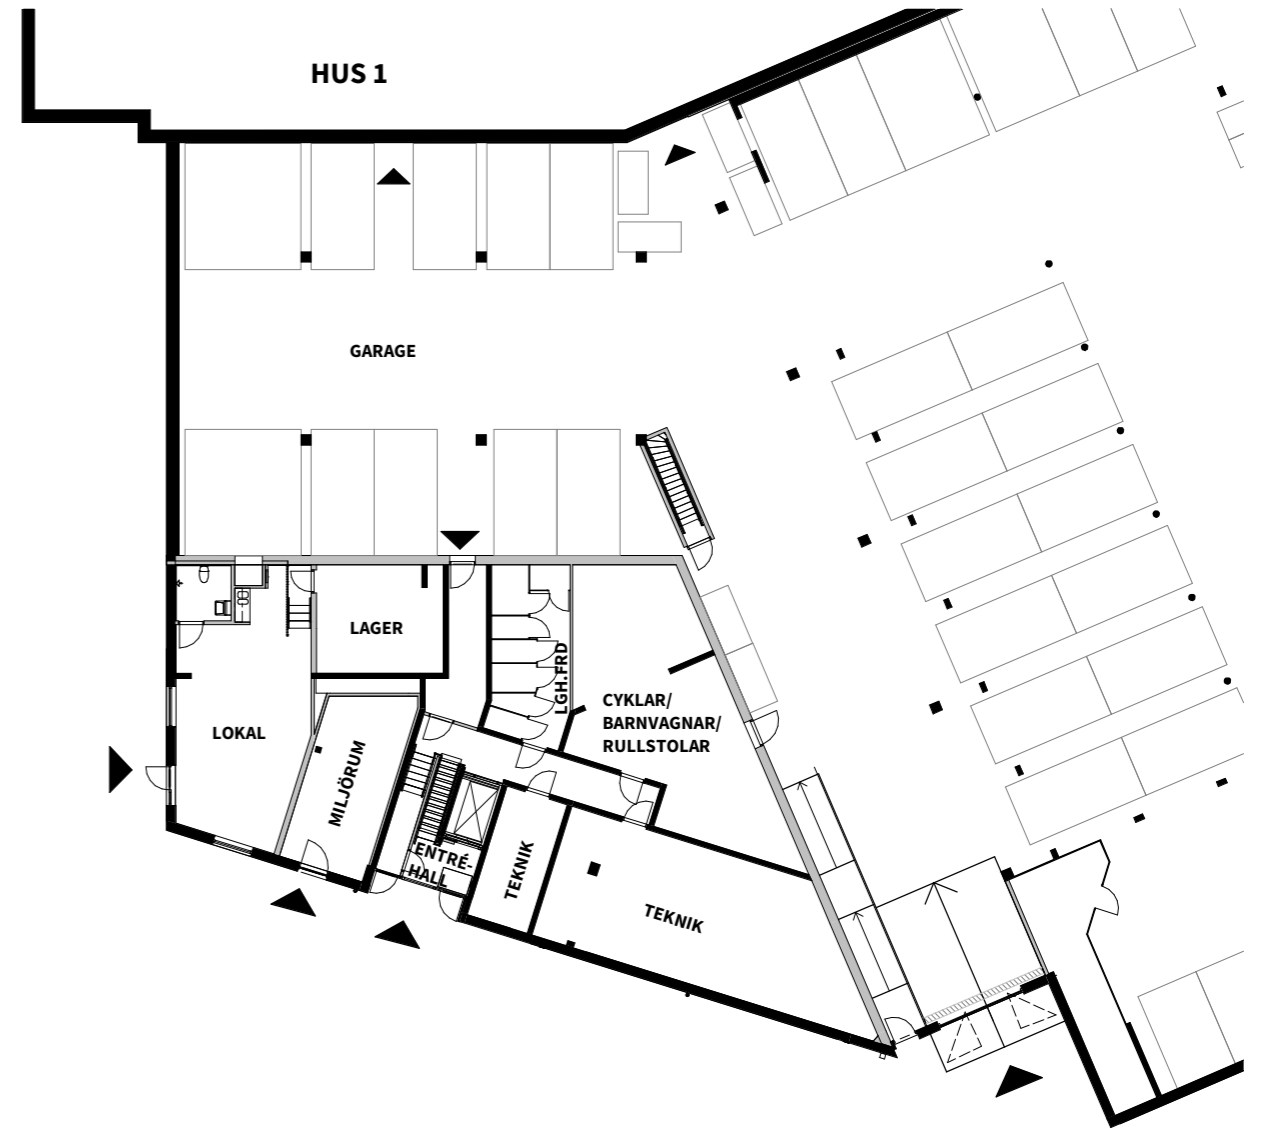 HUS 1
GARAGE
LAGER
LGH.FRD
CYKLAR/
BARNVAGNAR/
RULLSTOLAR
LOKAL
MILJÖRUM
ENTRÉ-
HALL
TEKNIK
TEKNIK